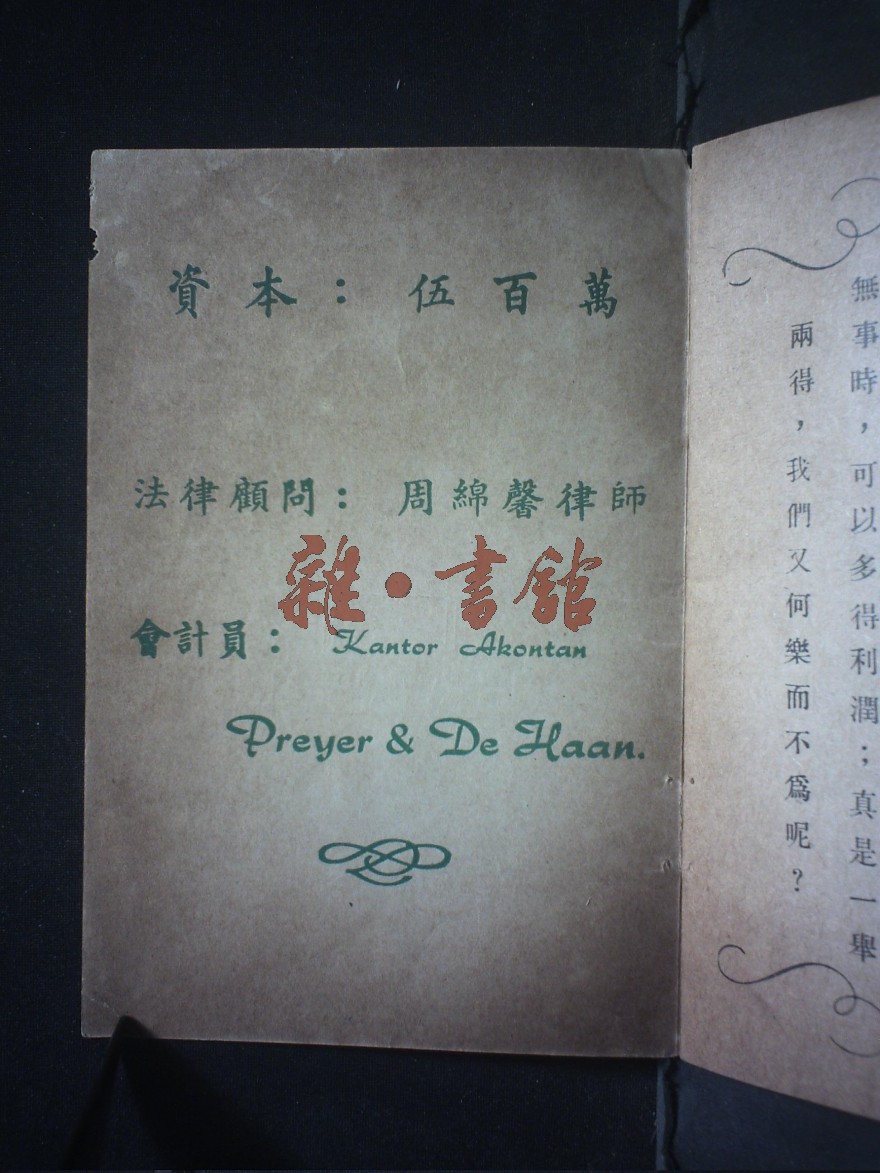 資本：伍百萬
法律顧問：周綿馨律師
雜·書館
會計員： Kantor Akontan
Preyer & De Haan.
無事時，可以多得利潤；真是一舉
兩得，我們又何樂而不爲呢？